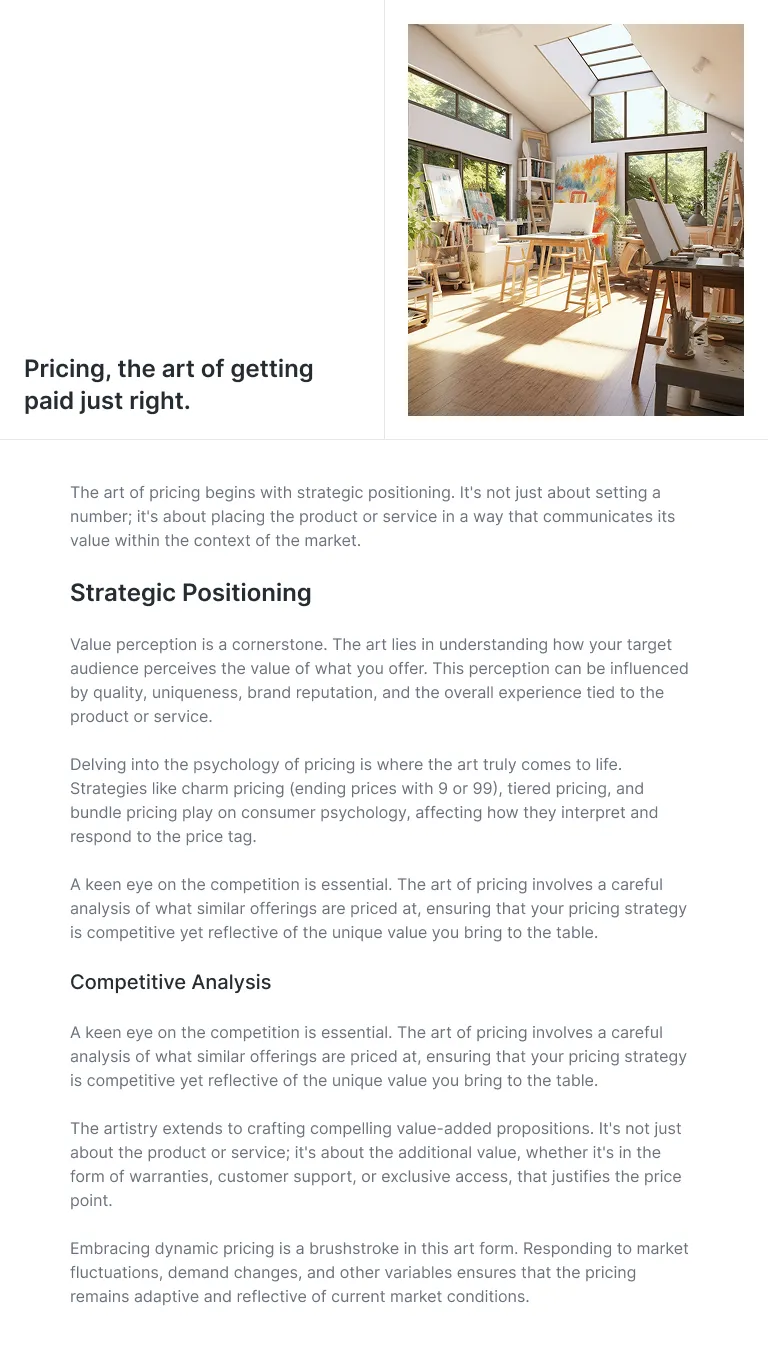 Pricing, the art of getting
paid just right.
The art of pricing begins with strategic positioning. It's not just about setting a
number; it's about placing the product or service in a way that communicates its
value within the context of the market.
Strategic Positioning
Value perception is a cornerstone. The art lies in understanding how your target
audience perceives the value of what you offer. This perception can be influenced
by quality, uniqueness, brand reputation, and the overall experience tied to the
product or service.
Delving into the psychology of pricing is where the art truly comes to life.
Strategies like charm pricing (ending prices with 9 or 99), tiered pricing, and
bundle pricing play on consumer psychology, affecting how they interpret and
respond to the price tag.
A keen eye on the competition is essential. The art of pricing involves a careful
analysis of what similar offerings are priced at, ensuring that your pricing strategy
is competitive yet reflective of the unique value you bring to the table.
Competitive Analysis
A keen eye on the competition is essential. The art of pricing involves a careful
analysis of what similar offerings are priced at, ensuring that your pricing strategy
is competitive yet reflective of the unique value you bring to the table.
The artistry extends to crafting compelling value-added propositions. It's not just
about the product or service; it's about the additional value, whether it's in the
form of warranties, customer support, or exclusive access, that justifies the price
point.
Embracing dynamic pricing is a brushstroke in this art form. Responding to market
fluctuations, demand changes, and other variables ensures that the pricing
remains adaptive and reflective of current market conditions.